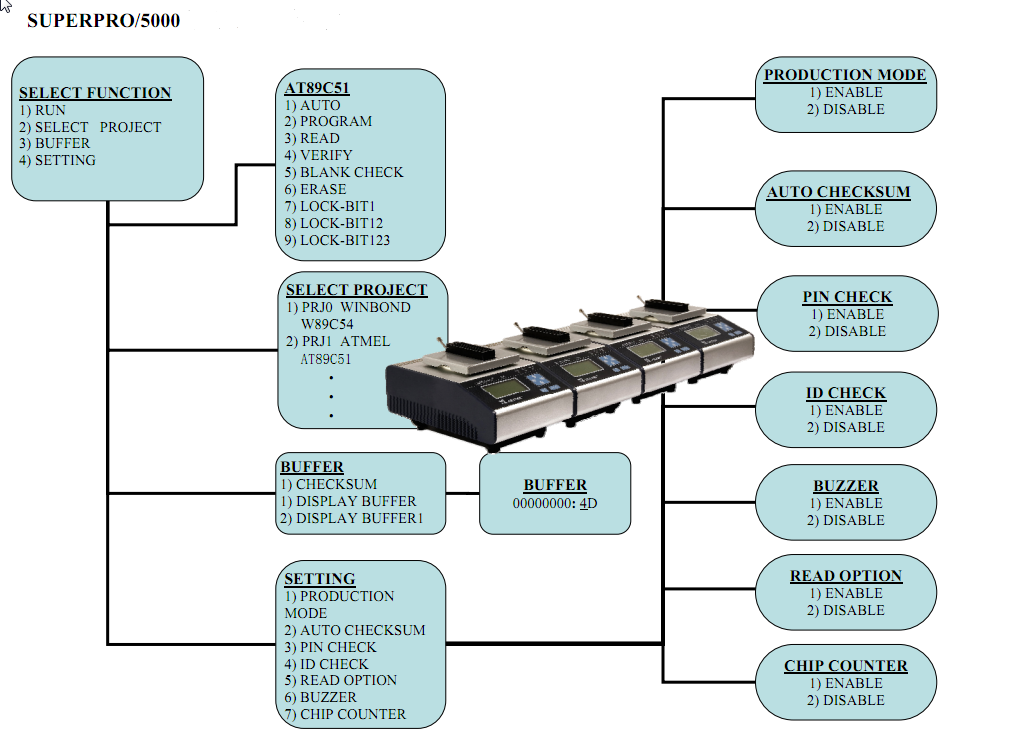 SUPERPRO/5000
SELECT FUNCTION
1) RUN
2) SELECT PROJECT
3) BUFFER
4) SETTING
AT89C51
1) AUTO
2) PROGRAM
3) READ
4) VERIFY
5) BLANK CHECK
6) ERASE
7) LOCK-BIT1
8) LOCK-BIT12
9) LOCK-BIT123
SELECT PROJECT
1) PRJ0 WINBOND
W89C54
2) PRJ1 ATMEL
AT89C51
BUFFER
1) CHECKSUM
1) DISPLAY BUFFER
2) DISPLAY BUFFER1
BUFFER
00000000: 4D
SETTING
1) PRODUCTION
MODE
2) AUTO CHECKSUM
3) PIN CHECK
4) ID CHECK
5) READ OPTION
6) BUZZER
7) CHIP COUNTER
PRODUCTION MODE
1) ENABLE
2) DISABLE
AUTO CHECKSUM
1) ENABLE
2) DISABLE
PIN CHECK
1) ENABLE
2) DISABLE
ID CHECK
1) ENABLE
2) DISABLE
BUZZER
1) ENABLE
2) DISABLE
READ OPTION
1) ENABLE
2) DISABLE
CHIP COUNTER
1) ENABLE
2) DISABLE